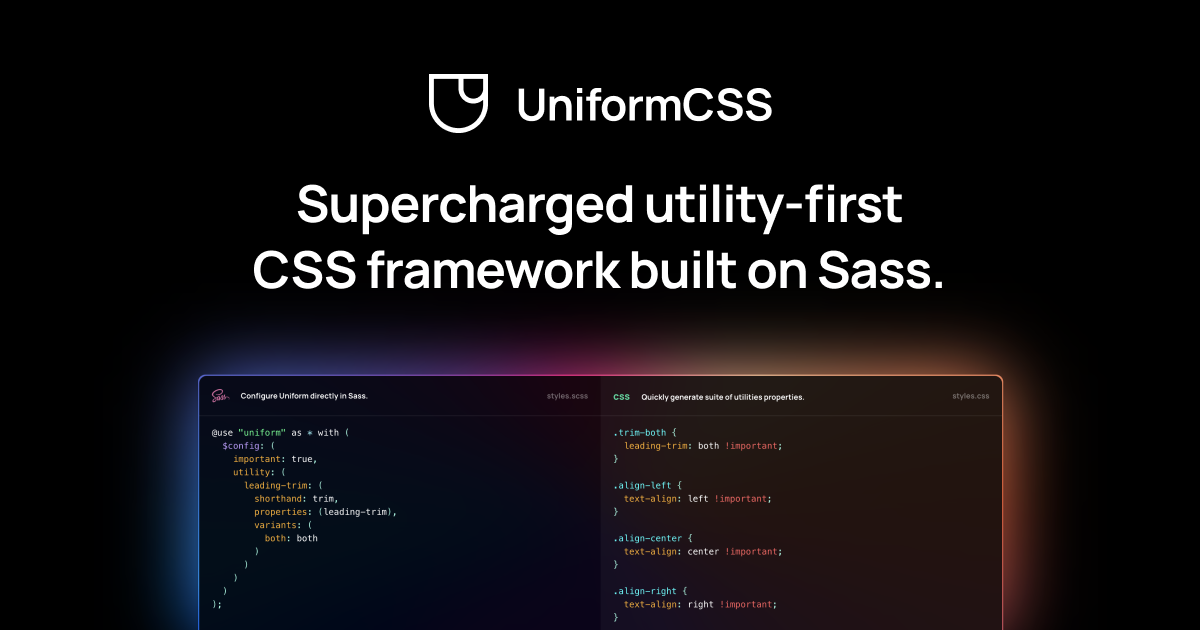 UniformCSS
Supercharged utility-first
CSS framework built on Sass.
Sass
Configure Uniform directly in Sass.
styles.scss
@use "uniform" as * with (
$config: (
important: true,
utility: (
leading-trim: (
shorthand: trim,
properties: (leading-trim),
variants: (
both: both
)
)
)
)
);
CSS
Quickly generate suite of utilities properties.
styles.css
.trim-both {
leading-trim: both !important;
}
.align-left {
text-align: left !important;
}
.align-center {
text-align: center !important;
}
.align-right {
text-align: right !important;
}